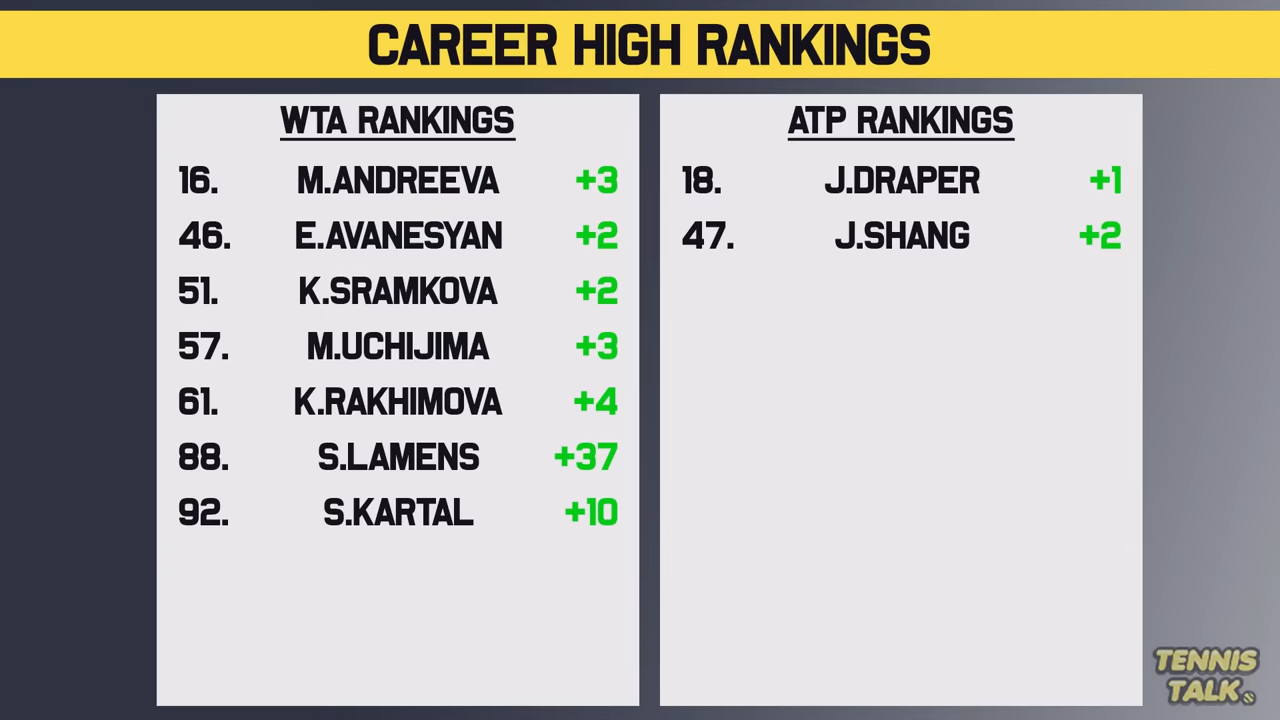 CAREER HIGH RANKINGS
WTA RANKINGS
16. M.ANDREEVA +3
46. E.AVANESYAN +2
51. K.SRAMKOVA +2
57. M.UCHIJIMA +3
61. K.RAKHIMOVA +4
88. S.LAMENS +37
92. S.KARTAL +10
ATP RANKINGS
18. J.DRAPER +1
47. J.SHANG +2
TENNIS
TALK